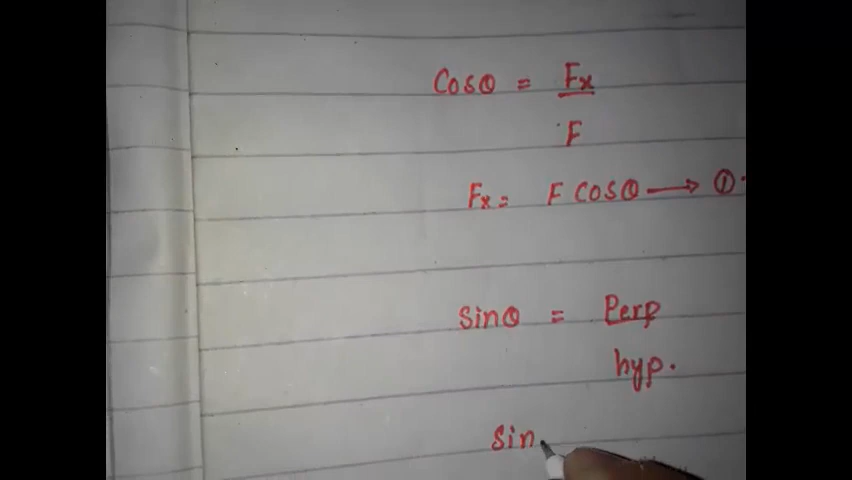 Cosθ = Fx
F
Fx = F Cosθ → ①
Sinθ = Perp
hyp.
Sin